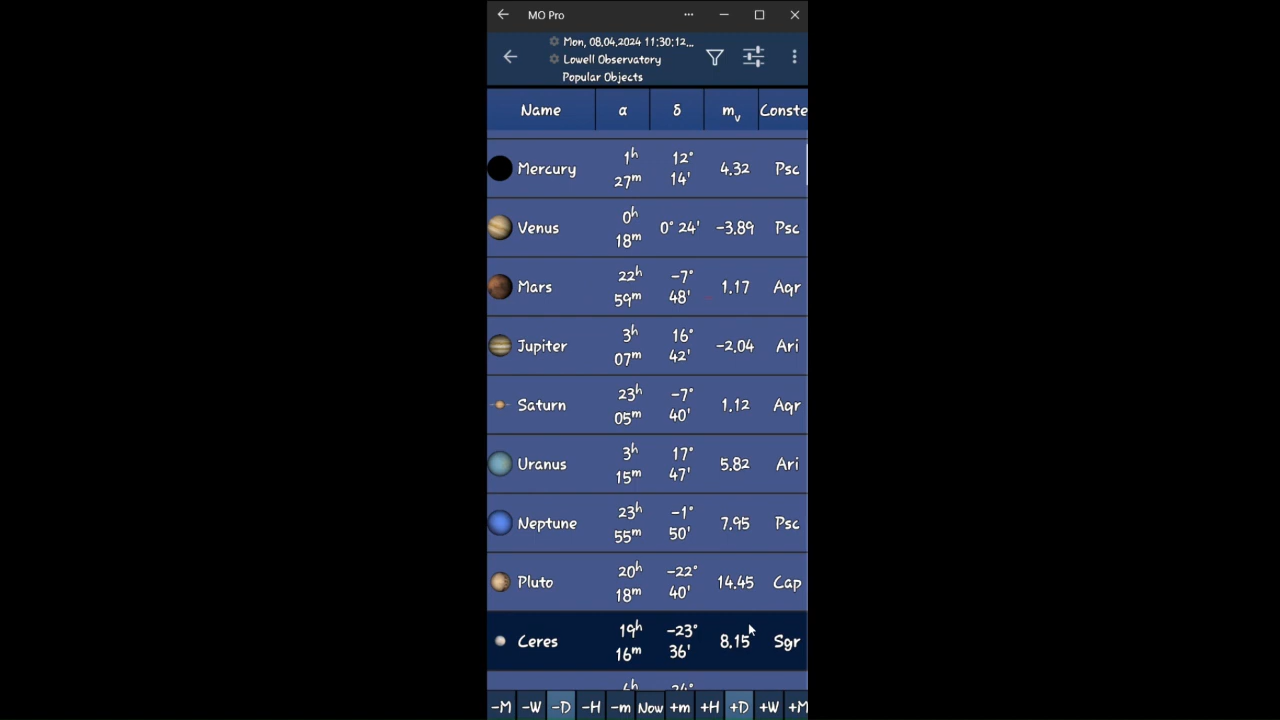 MO Pro
Mon, 08.04.2024 11:30:12...
Lowell Observatory
Popular Objects
Name α δ mv Conste
Mercury 1h 27m 12° 14' 4.32 Psc
Venus 0h 18m 0° 24' -3.89 Psc
Mars 22h 59m -7° 48' 1.17 Aqr
Jupiter 3h 07m 16° 42' -2.04 Ari
Saturn 23h 05m -7° 40' 1.12 Aqr
Uranus 3h 15m 17° 47' 5.82 Ari
Neptune 23h 55m -1° 50' 7.95 Psc
Pluto 20h 18m -22° 40' 14.45 Cap
Ceres 19h 16m -23° 36' 8.15 Sgr
-M -W -D -H -m Now +m +H +D +W +M